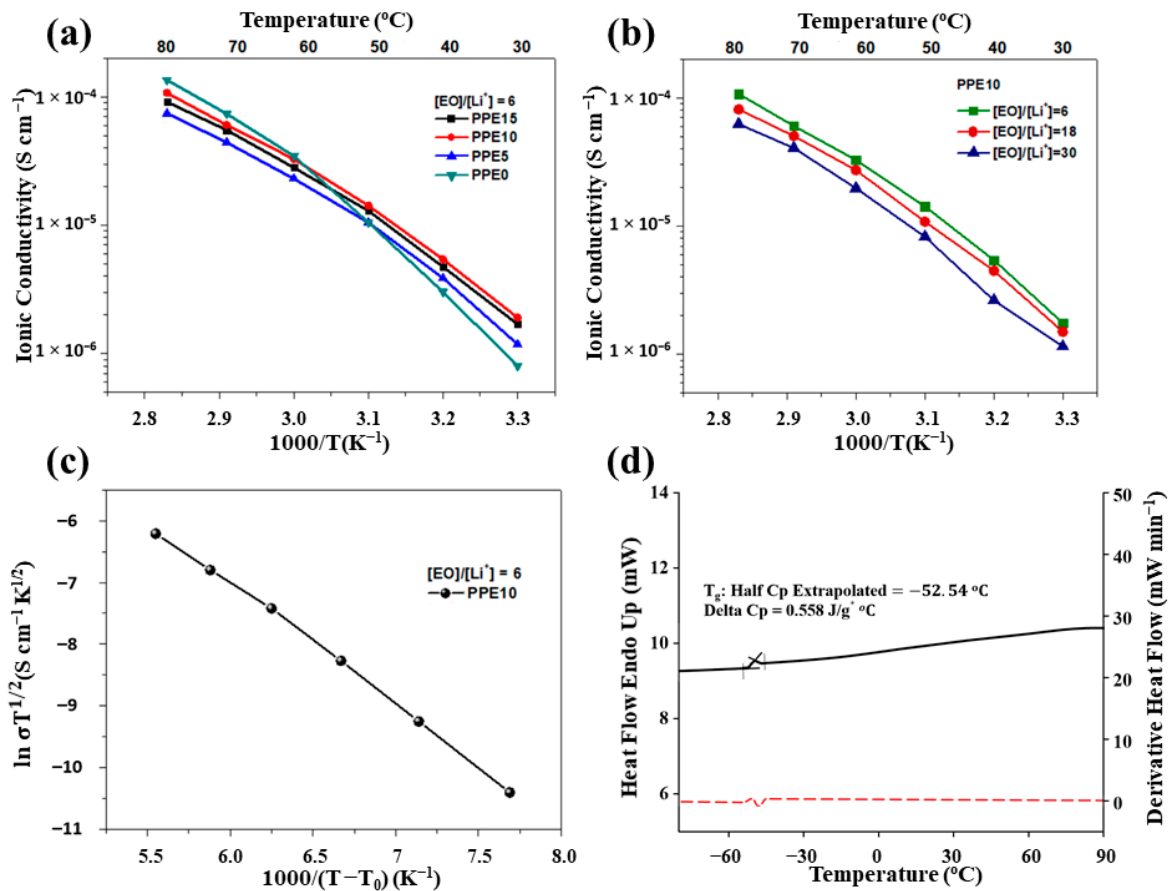 (a)
Temperature (°C)
80 70 60 50 40 30
Ionic Conductivity (S cm⁻¹)
1 × 10⁻⁴
1 × 10⁻⁵
1 × 10⁻⁶
[EO]/[Li⁺] = 6
PPE15
PPE10
PPE5
PPE0
2.8 2.9 3.0 3.1 3.2 3.3
1000/T(K⁻¹)
(b)
Temperature (°C)
80 70 60 50 40 30
Ionic Conductivity (S cm⁻¹)
1 × 10⁻⁴
1 × 10⁻⁵
1 × 10⁻⁶
PPE10
[EO]/[Li⁺]=6
[EO]/[Li⁺]=18
[EO]/[Li⁺]=30
2.8 2.9 3.0 3.1 3.2 3.3
1000/T(K⁻¹)
(c)
ln σT¹/²(S cm⁻¹ K¹/²)
−6
−7
−8
−9
−10
−11
[EO]/[Li⁺] = 6
PPE10
5.5 6.0 6.5 7.0 7.5 8.0
1000/(T−T₀) (K⁻¹)
(d)
Heat Flow Endo Up (mW)
14
12
10
8
6
T_g: Half Cp Extrapolated = −52.54 °C
Delta Cp = 0.558 J/g* °C
50
40
30
20
10
0
Derivative Heat Flow (mW min⁻¹)
−60 −30 0 30 60 90
Temperature (°C)